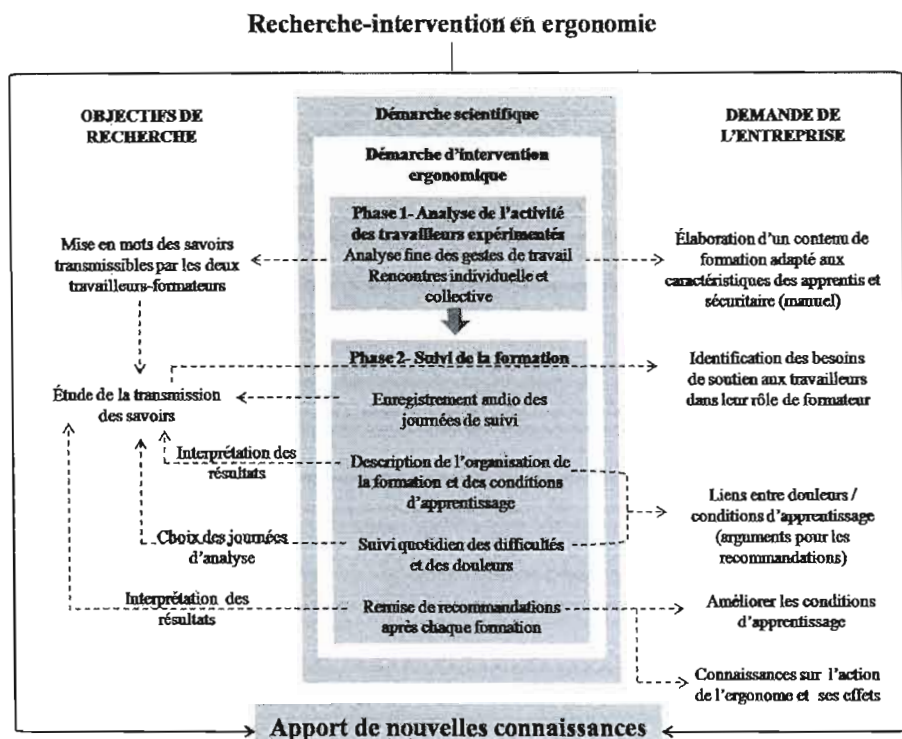 Recherche-intervention en ergonomie
OBJECTIFS DE
RECHERCHE
Mise en mots des savoirs
transmissibles par les deux
travailleurs-formateurs
Étude de la transmission
des savoirs
Interprétation des
résultats
Choix des journées
d'analyse
Interprétation des
résultats
Démarche scientifique
Démarche d'intervention
ergonomique
Phase 1- Analyse de l'activité
des travailleurs expérimentés
Analyse fine des gestes de travail
Rencontres individuelle et
collective
Phase 2- Suivi de la formation
Enregistrement audio des
journées de suivi
Description de l'organisation de
la formation et des conditions
d'apprentissage
Suivi quotidien des difficultés
et des douleurs
Remise de recommandations
après chaque formation
DEMANDE DE
L'ENTREPRISE
Élaboration d'un contenu de
formation adapté aux
caractéristiques des apprentis et
sécuritaire (manuel)
Identification des besoins
de soutien aux travailleurs
dans leur rôle de formateur
Liens entre douleurs /
conditions d'apprentissage
(arguments pour les
recommandations)
Améliorer les conditions
d'apprentissage
Connaissances sur l'action
de l'ergonome et ses effets
Apport de nouvelles connaissances